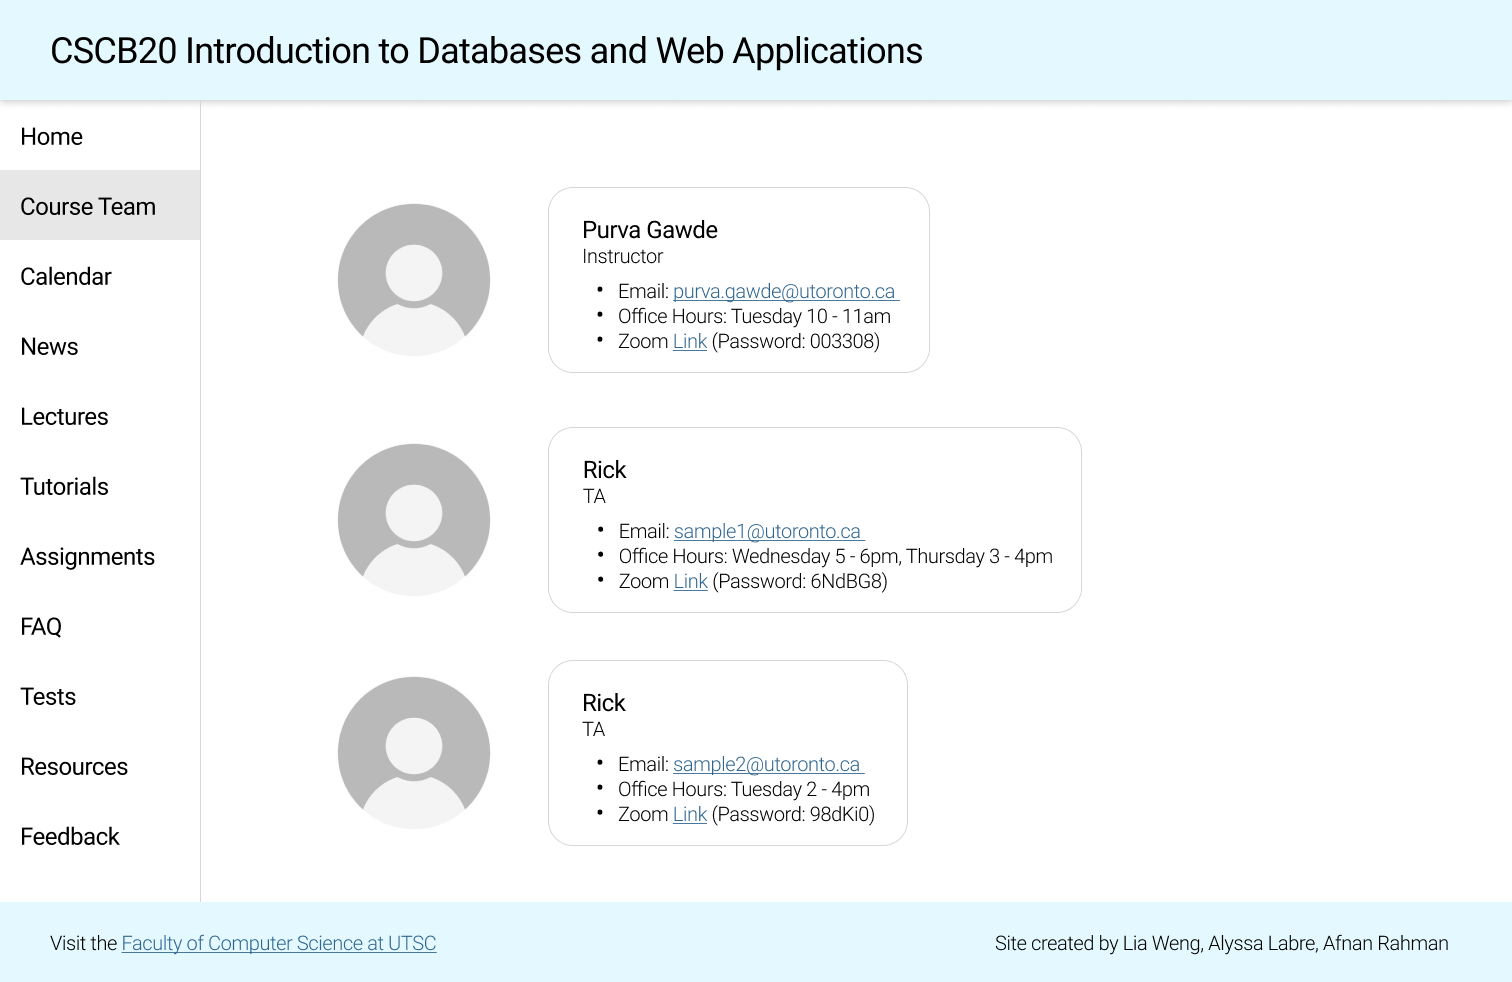 CSCB20 Introduction to Databases and Web Applications
Home
Course Team
Calendar
News
Lectures
Tutorials
Assignments
FAQ
Tests
Resources
Feedback
Purva Gawde
Instructor
• Email: purva.gawde@utoronto.ca
• Office Hours: Tuesday 10 - 11am
• Zoom Link (Password: 003308)
Rick
TA
• Email: sample1@utoronto.ca
• Office Hours: Wednesday 5 - 6pm, Thursday 3 - 4pm
• Zoom Link (Password: 6NdBG8)
Rick
TA
• Email: sample2@utoronto.ca
• Office Hours: Tuesday 2 - 4pm
• Zoom Link (Password: 98dKi0)
Visit the Faculty of Computer Science at UTSC
Site created by Lia Weng, Alyssa Labre, Afnan Rahman